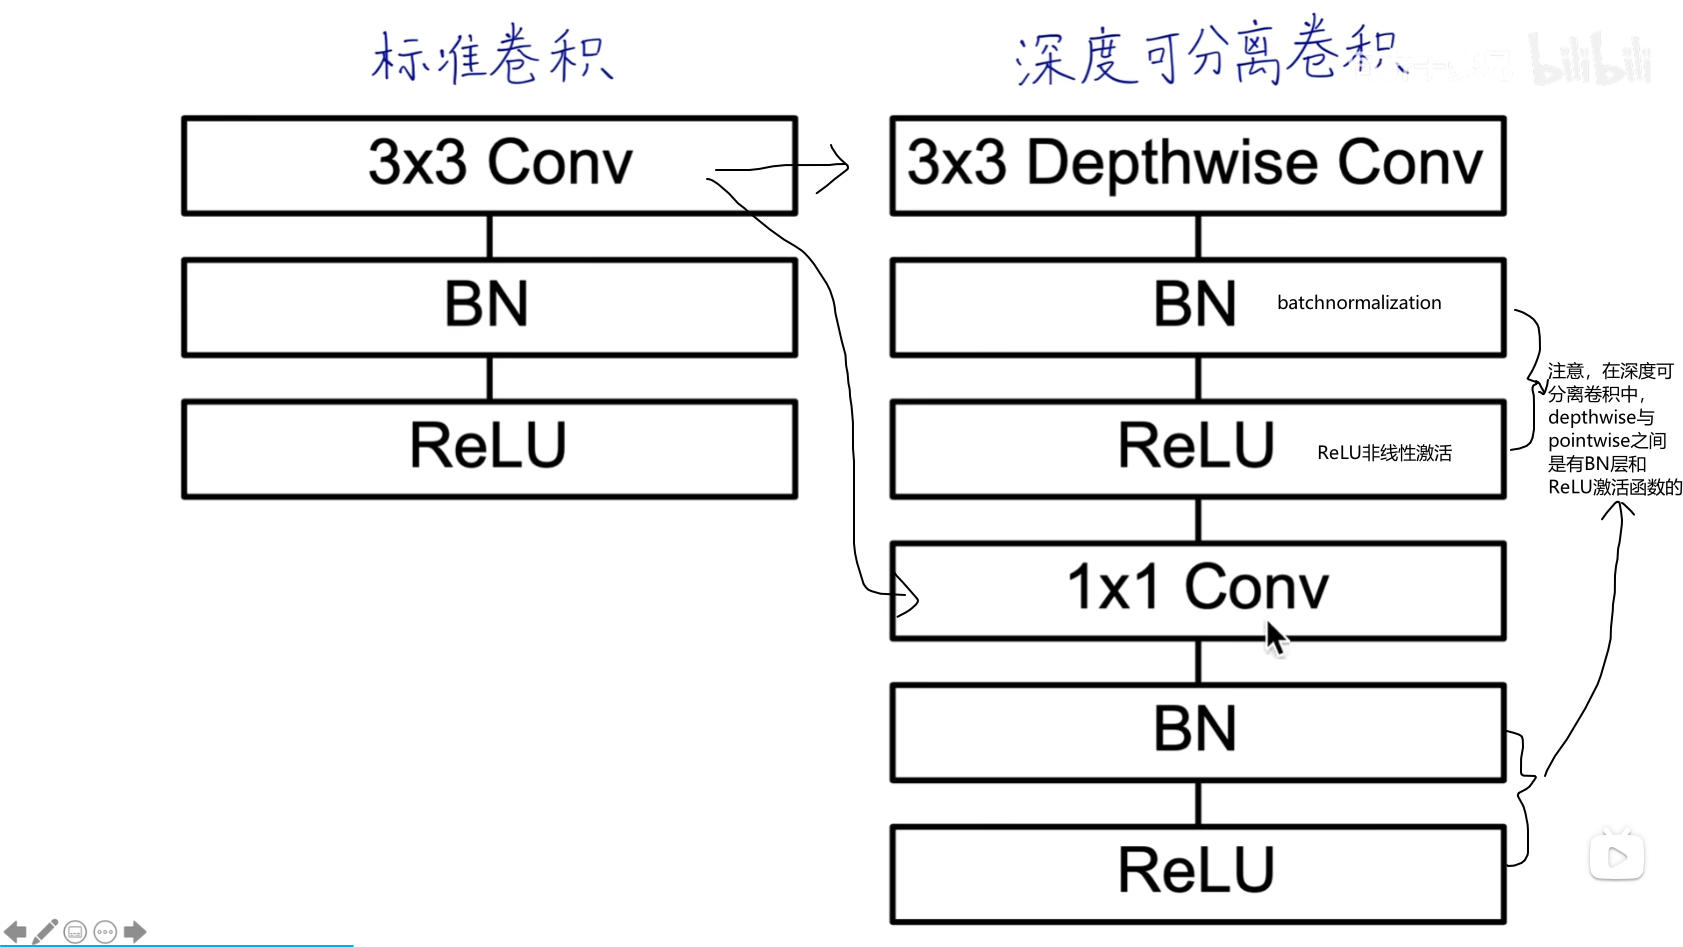 标准卷积
深度可分离卷积
bilibili
3x3 Conv
BN
ReLU
3x3 Depthwise Conv
BN
batchnormalization
ReLU
ReLU非线性激活
1x1 Conv
BN
ReLU
注意，在深度可
分离卷积中，
depthwise与
pointwise之间
是有BN层和
ReLU激活函数的